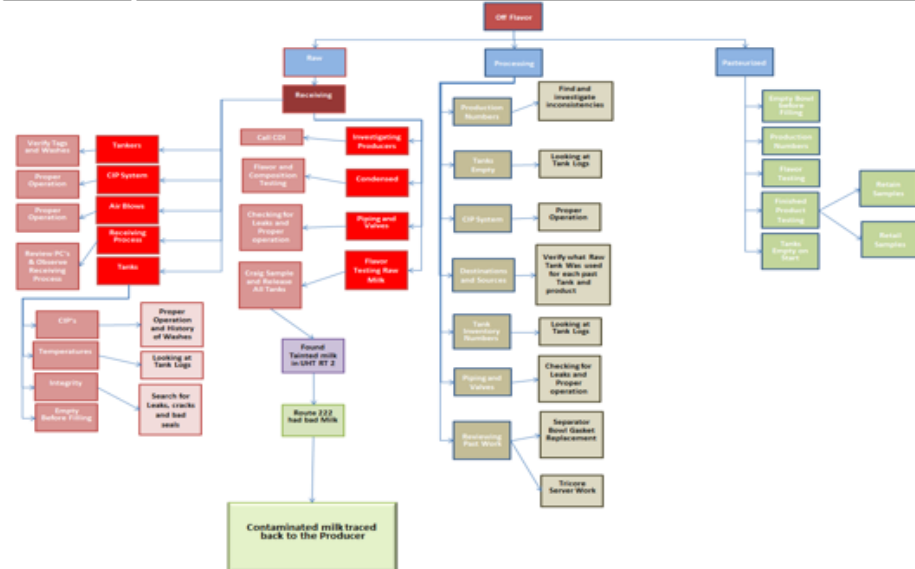 Off Flavor
Raw
Processing
Pasteurized
Receiving
Tankers
Verify Tags
and Washes
CIP System
Proper
Operation
Air Blows
Proper
Operation
Receiving
Process
Review PC's
& Observe
Receiving
Process
Tanks
CIP's
Proper
Operation
and History
of Washes
Temperatures
Looking at
Tank Logs
Integrity
Search for
Leaks, cracks
and bad
seals
Empty
Before Filling
Investigating
Producers
Call CDI
Condensed
Flavor and
Composition
Testing
Piping and
Valves
Checking for
Leaks and
Proper
operation
Flavor
Testing Raw
Milk
Craig Sample
and Release
All Tanks
Found
Tainted milk
in UHT RT 2
Route 222
had bad Milk
Contaminated milk traced
back to the Producer
Production
Numbers
Find and
investigate
inconsistencies
Tanks
Empty
Looking at
Tank Logs
CIP System
Proper
Operation
Destinations
and Sources
Verify what Raw
Tank Was used
for each past
Tank and
product
Tank
Inventory
Numbers
Looking at
Tank Logs
Piping and
Valves
Checking for
Leaks and
Proper
operation
Reviewing
Past Work
Separator
Bowl Gasket
Replacement
Tricore
Server Work
Empty Bowl
Before
Filling
Production
Numbers
Flavor
Testing
Finished
Product
Testing
Retain
Samples
Retail
Samples
Tanks
Empty on
Start